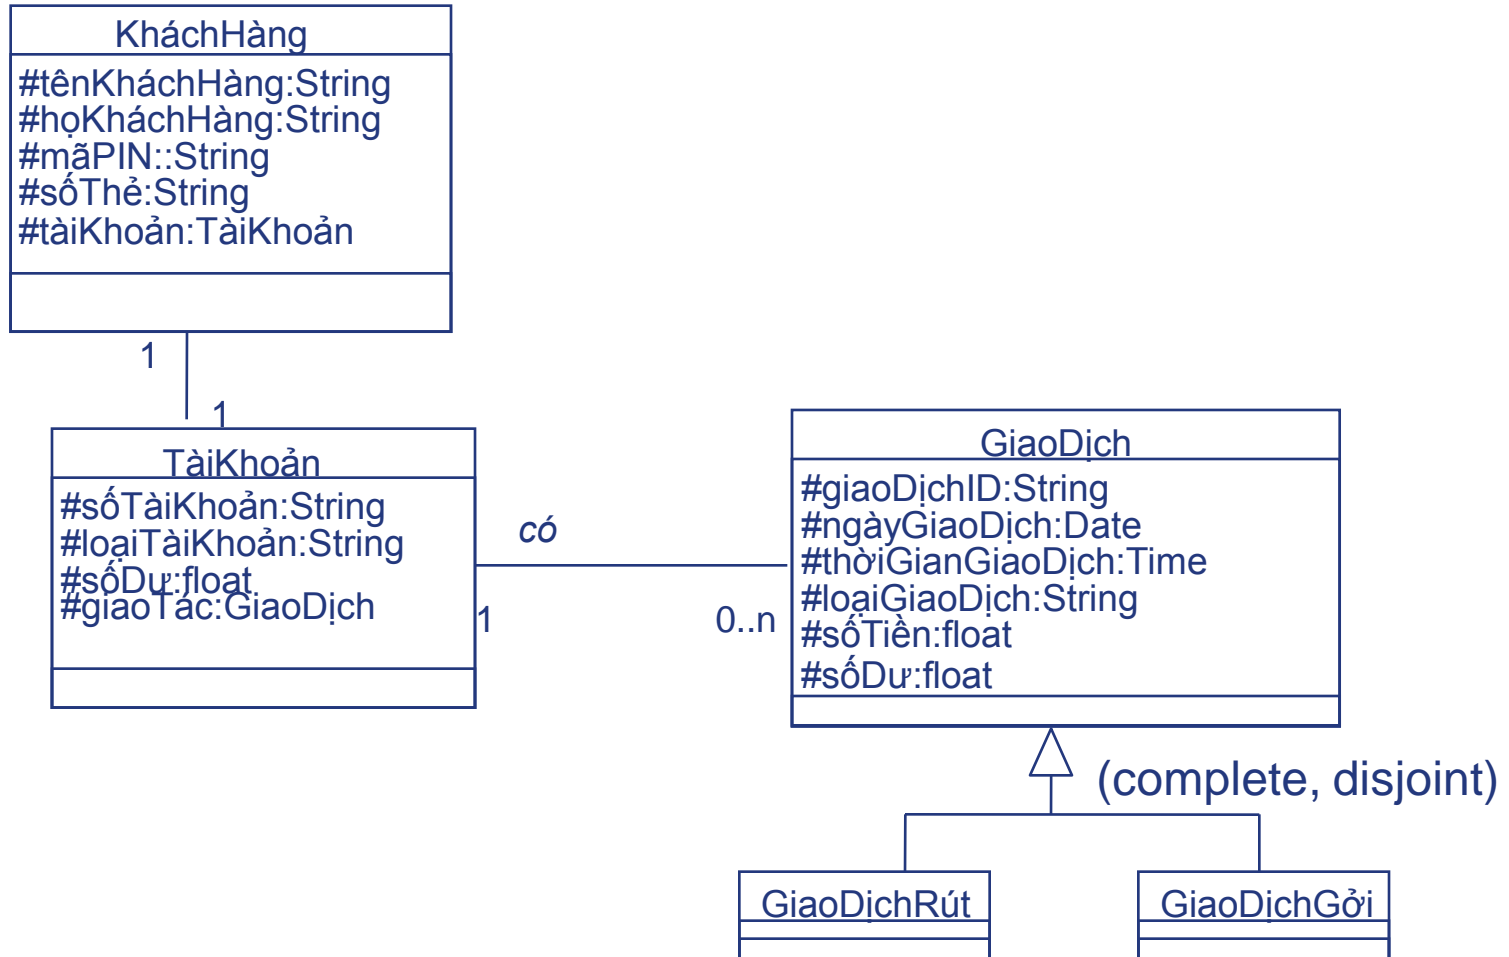 KháchHàng
#tênKháchHàng:String
#họKháchHàng:String
#mãPIN::String
#sốThẻ:String
#tàiKhoản:TàiKhoản
1
1
TàiKhoản
#sốTàiKhoản:String
#loạiTàiKhoản:String
#sốDư:float
#giaoTác:GiaoDịch
có
1
0..n
GiaoDịch
#giaoDịchID:String
#ngàyGiaoDịch:Date
#thờiGianGiaoDịch:Time
#loạiGiaoDịch:String
#sốTiền:float
#sốDư:float
(complete, disjoint)
GiaoDịchRút
GiaoDịchGởi